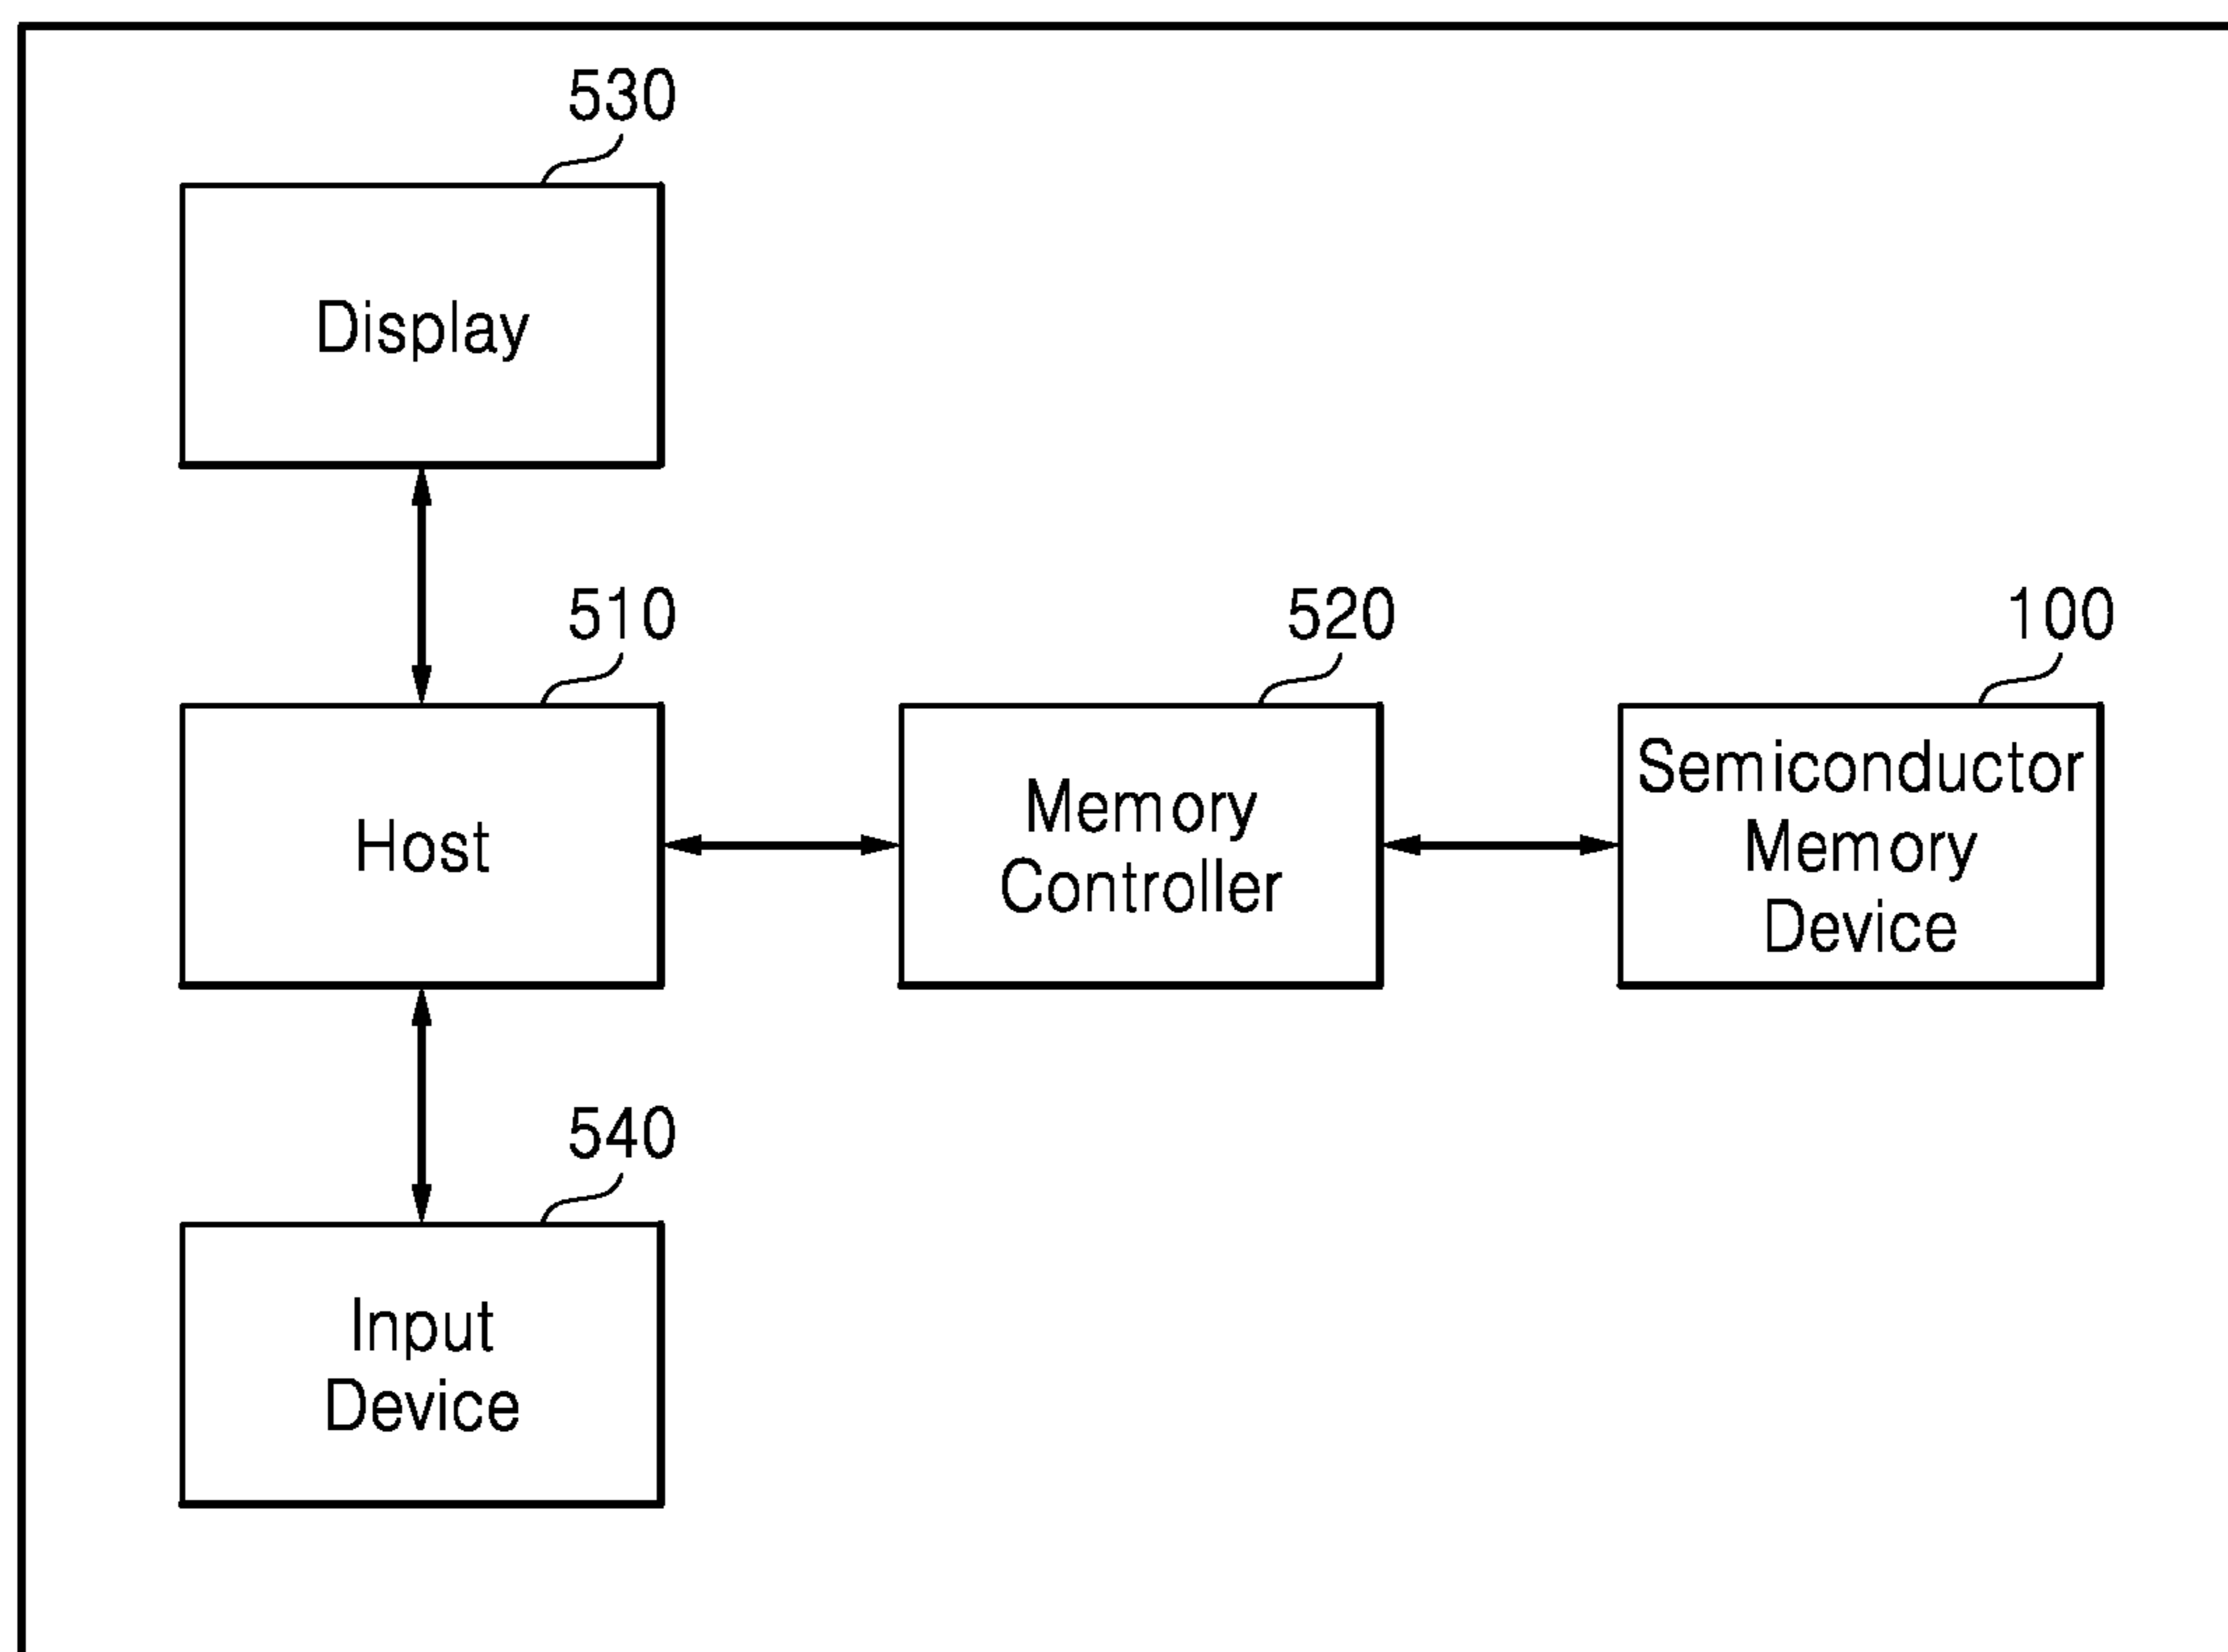 530
Display
510
Host
520
Memory
Controller
100
Semiconductor
Memory
Device
540
Input
Device